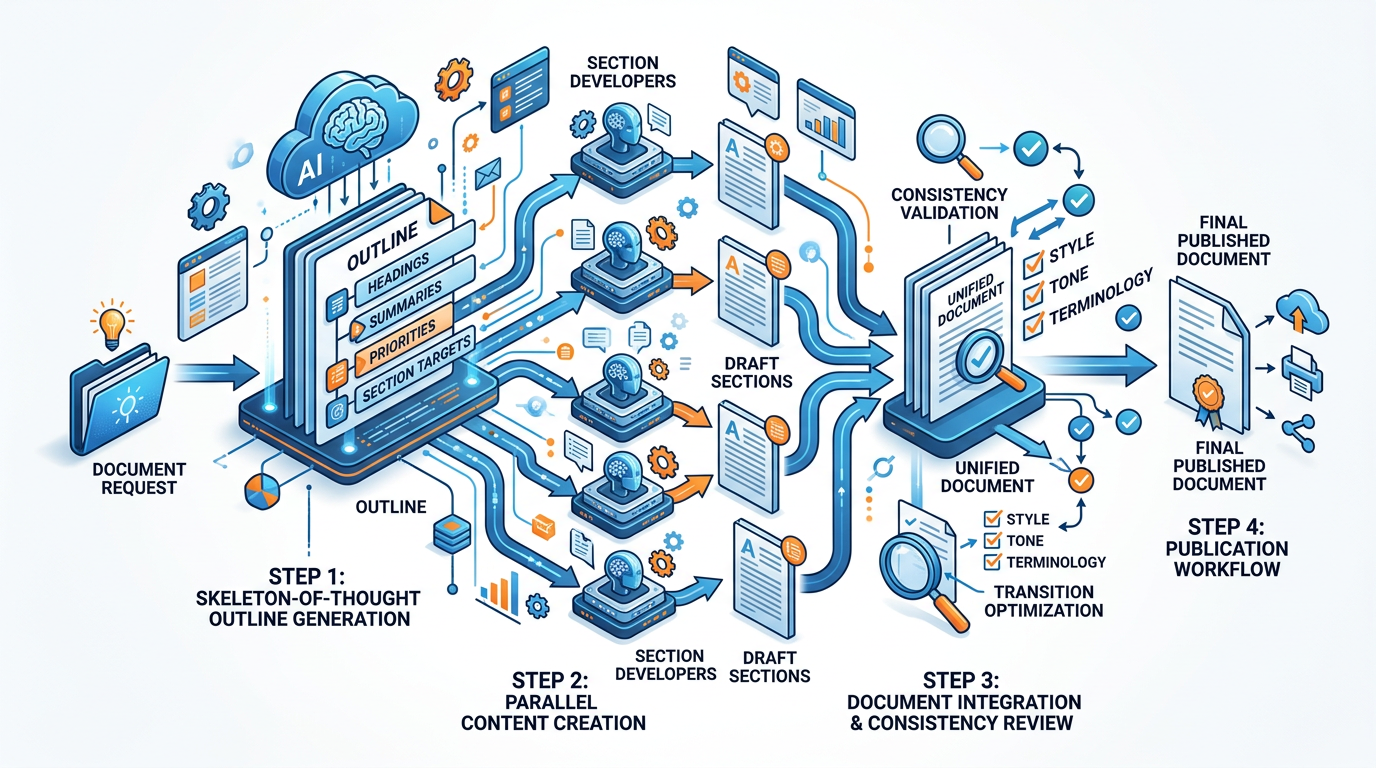 AI
OUTLINE
HEADINGS
SUMMARIES
PRIORITIES
SECTION TARGETS
DOCUMENT
REQUEST
OUTLINE
STEP 1:
SKELETON-OF-THOUGHT
OUTLINE GENERATION
SECTION
DEVELOPERS
A
A
A
A
DRAFT
SECTIONS
SECTION
DEVELOPERS
DRAFT
SECTIONS
STEP 2:
PARALLEL
CONTENT CREATION
CONSISTENCY
VALIDATION
STYLE
TONE
TERMINOLOGY
UNIFIED
DOCUMENT
UNIFIED
DOCUMENT
STYLE
TONE
TERMINOLOGY
TRANSITION
OPTIMIZATION
STEP 3:
DOCUMENT INTEGRATION
& CONSISTENCY REVIEW
FINAL
PUBLISHED
DOCUMENT
FINAL
PUBLISHED
DOCUMENT
STEP 4:
PUBLICATION
WORKFLOW